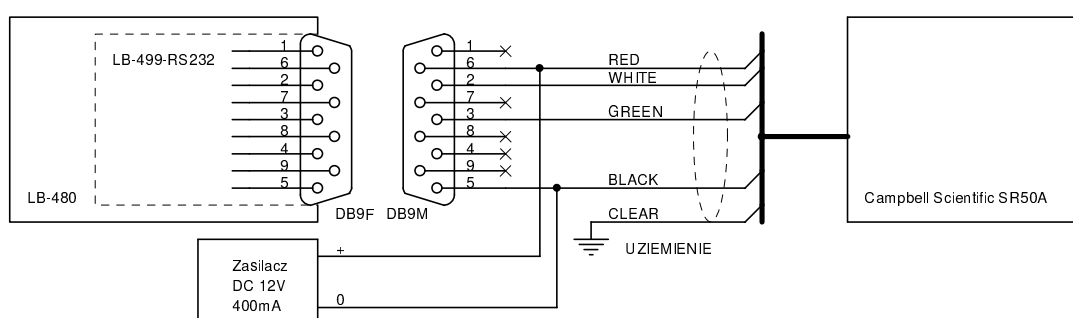 LB-499-RS232
LB-480
1
6
2
7
3
8
4
9
5
DB9F
1
6
2
7
3
8
4
9
5
DB9M
RED
WHITE
GREEN
BLACK
CLEAR
UZIEMIENIE
Campbell Scientific SR50A
Zasilacz
DC 12V
400mA
+
0